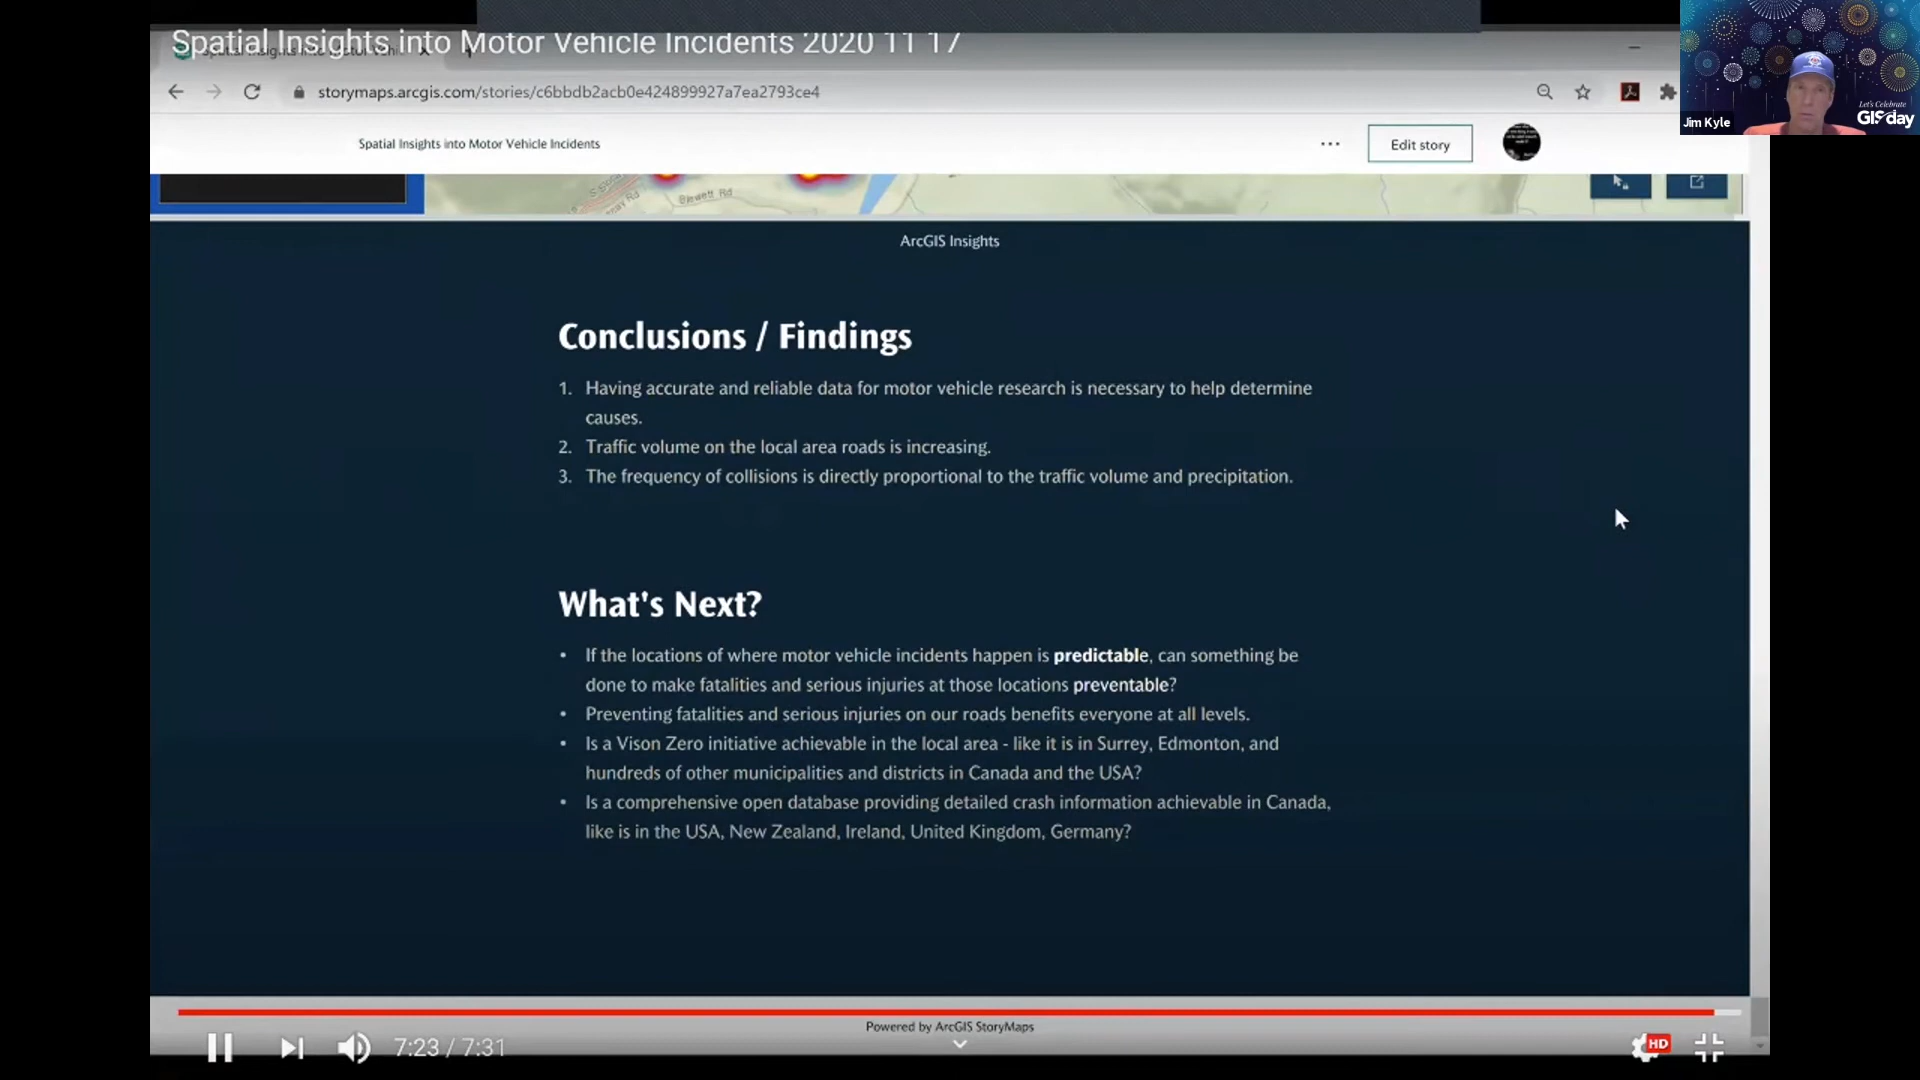 Spatial Insights into Motor Vehicle Incidents 2020 11 17
storymaps.arcgis.com/stories/c6bbdb2acb0e424899927a7ea2793ce4
Jim Kyle
Let's Celebrate
GISday
Spatial Insights into Motor Vehicle Incidents
Edit story
Blewett Rd
Rd
ArcGIS Insights
Conclusions / Findings
1. Having accurate and reliable data for motor vehicle research is necessary to help determine
causes.
2. Traffic volume on the local area roads is increasing.
3. The frequency of collisions is directly proportional to the traffic volume and precipitation.
What's Next?
• If the locations of where motor vehicle incidents happen is predictable, can something be
done to make fatalities and serious injuries at those locations preventable?
• Preventing fatalities and serious injuries on our roads benefits everyone at all levels.
• Is a Vison Zero initiative achievable in the local area - like it is in Surrey, Edmonton, and
hundreds of other municipalities and districts in Canada and the USA?
• Is a comprehensive open database providing detailed crash information achievable in Canada,
like is in the USA, New Zealand, Ireland, United Kingdom, Germany?
Powered by ArcGIS StoryMaps
7:23 / 7:31
HD